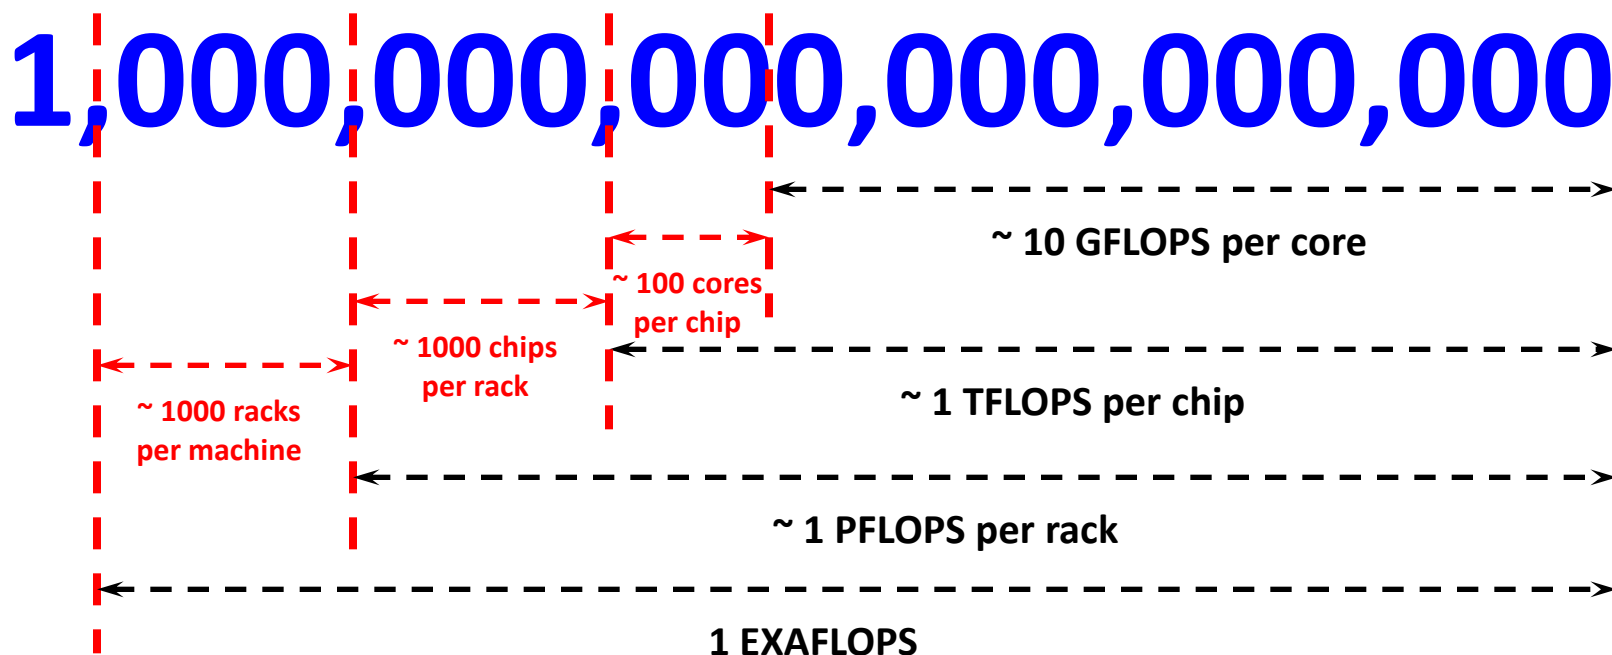 1,000,000,000,000,000,000
~ 10 GFLOPS per core
~ 100 cores
per chip
~ 1000 chips
per rack
~ 1 TFLOPS per chip
~ 1000 racks
per machine
~ 1 PFLOPS per rack
1 EXAFLOPS